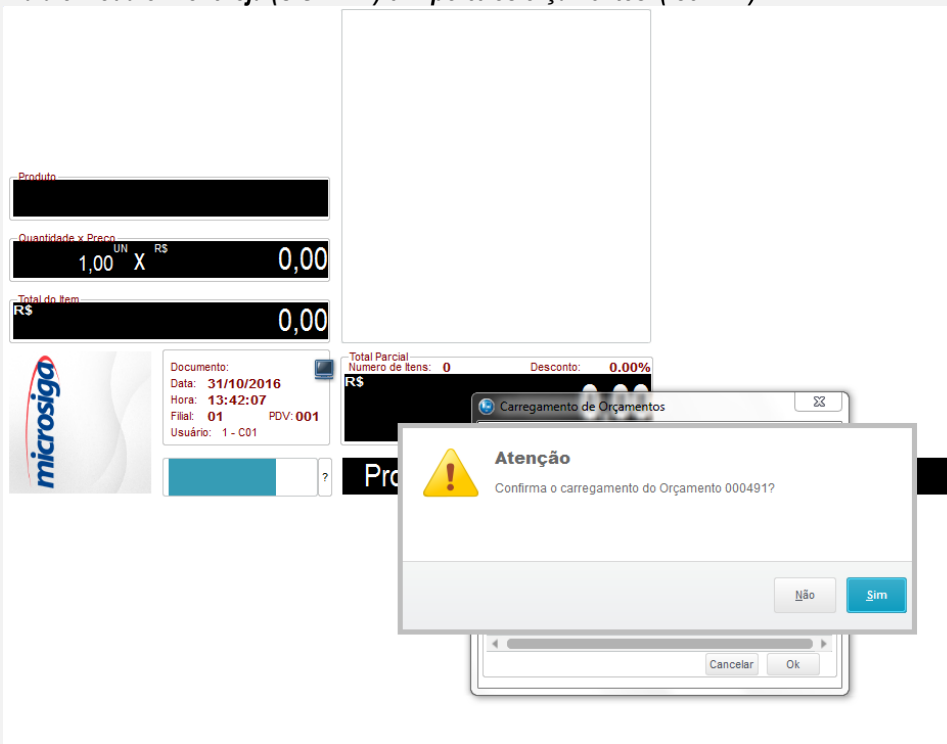 Produto
Quantidade x Preço
1,00 UN X R$ 0,00
Total do Item
R$ 0,00
microsiga
Documento:
Data: 31/10/2016
Hora: 13:42:07
Filial: 01 PDV: 001
Usuário: 1 - C01
?
Total Parcial
Numero de Itens: 0 Desconto: 0.00%
R$
Carregamento de Orçamentos
Atenção
Confirma o carregamento do Orçamento 000491?
Não Sim
Cancelar Ok